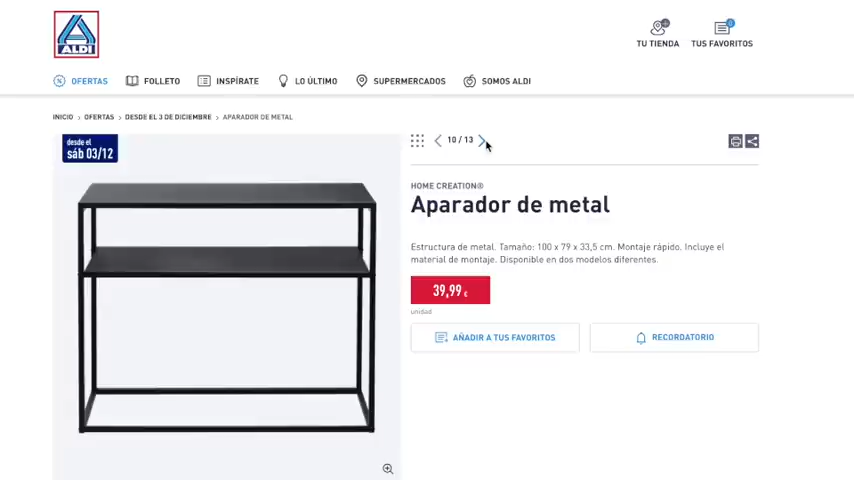 ALDI
TU TIENDA
TUS FAVORITOS
OFERTAS
FOLLETO
INSPÍRATE
LO ÚLTIMO
SUPERMERCADOS
SOMOS ALDI
INICIO > OFERTAS > DESDE EL 3 DE DICIEMBRE > APARADOR DE METAL
desde el
sáb 03/12
10 / 13
HOME CREATION®
Aparador de metal
Estructura de metal. Tamaño: 100 x 79 x 33,5 cm. Montaje rápido. Incluye el
material de montaje. Disponible en dos modelos diferentes.
39,99 €
unidad
AÑADIR A TUS FAVORITOS
RECORDATORIO